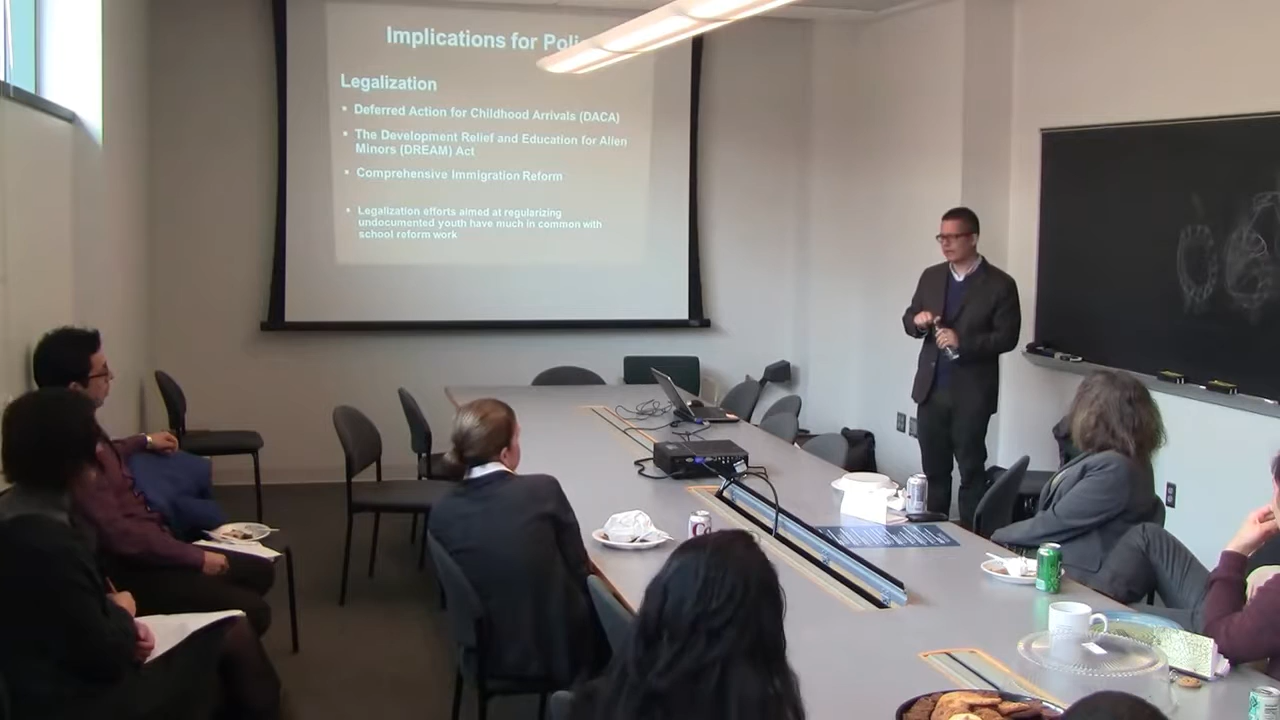 Implications for Poli
Legalization
Deferred Action for Childhood Arrivals (DACA)
The Development Relief and Education for Alien
Minors (DREAM) Act
Comprehensive Immigration Reform
Legalization efforts aimed at regularizing
undocumented youth have much in common with
school reform work